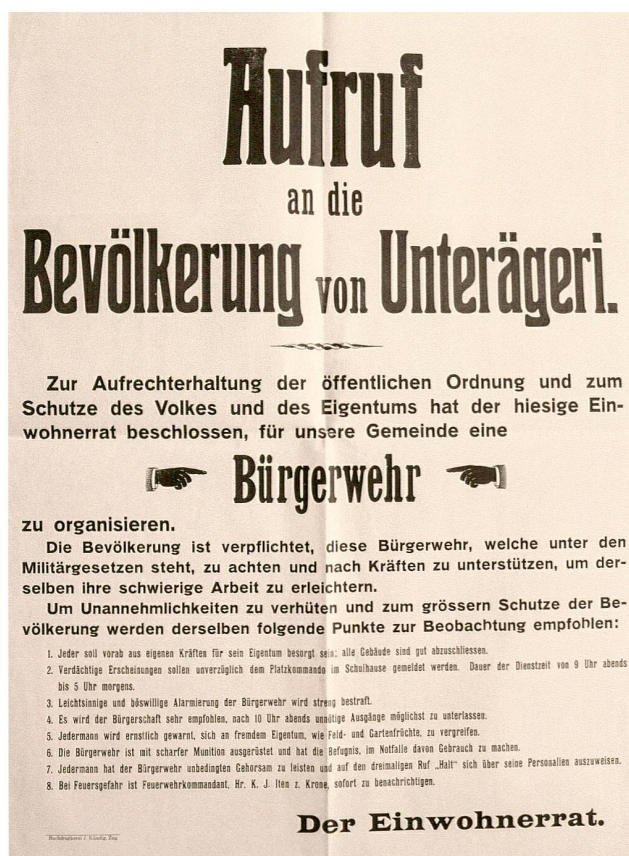 Aufruf
an die
Bevölkerung von Unterägeri.
Zur Aufrechterhaltung der öffentlichen Ordnung und zum
Schutze des Volkes und des Eigentums hat der hiesige Ein-
wohnerrat beschlossen, für unsere Gemeinde eine
Bürgerwehr
zu organisieren.
Die Bevölkerung ist verpflichtet, diese Bürgerwehr, welche unter den
Militärgesetzen steht, zu achten und nach Kräften zu unterstützen, um der-
selben ihre schwierige Arbeit zu erleichtern.
Um Unannehmlichkeiten zu verhüten und zum grössern Schutze der Be-
völkerung werden derselben folgende Punkte zur Beobachtung empfohlen:
1. Jeder soll vorab aus eigenen Kräften für sein Eigentum besorgt sein; alle Gebäude sind gut abzuschliessen.
2. Verdächtige Erscheinungen sollen unverzüglich dem Platzkommando im Schulhause gemeldet werden. Dauer der Dienstzeit von 9 Uhr abends
bis 5 Uhr morgens.
3. Leichtsinnige und böswillige Alarmierung der Bürgerwehr wird streng bestraft.
4. Es wird der Bürgerschaft sehr empfohlen, nach 10 Uhr abends unnötige Ausgänge möglichst zu unterlassen.
5. Jedermann wird ernstlich gewarnt, sich an fremdem Eigentum, wie Feld- und Gartenfrüchte, zu vergreifen.
6. Die Bürgerwehr ist mit scharfer Munition ausgerüstet und hat die Befugnis, im Notfalle davon Gebrauch zu machen.
7. Jedermann hat der Bürgerwehr unbedingten Gehorsam zu leisten und auf den dreimaligen Ruf „Halt" sich über seine Personalien auszuweisen.
8. Bei Feuersgefahr ist Feuerwehrkommandant, Hr. K. J. Iten z. Krone, sofort zu benachrichtigen.
Der Einwohnerrat.
Buchdruckerei J. Kündig, Zug